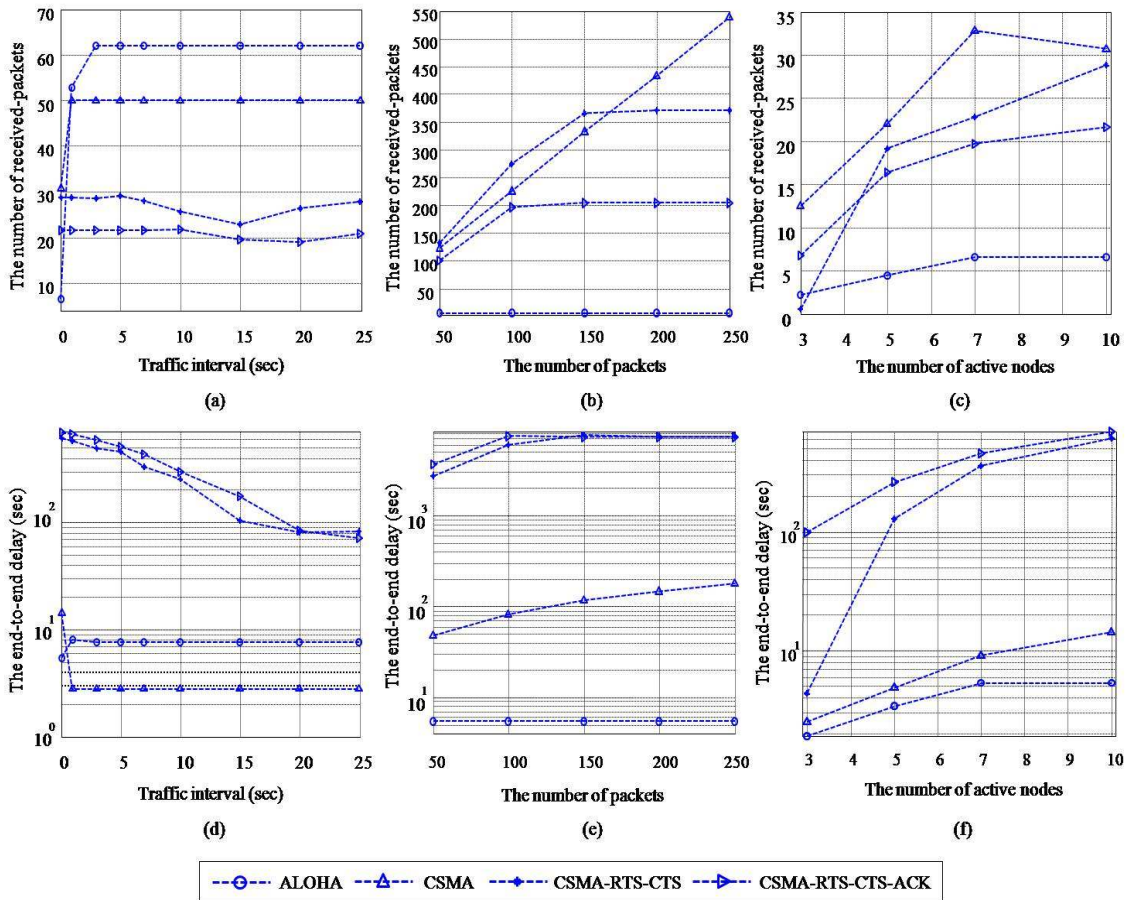 The number of received-packets
70
60
50
40
30
20
10
0 5 10 15 20 25
Traffic interval (sec)
(a)
The number of received-packets
550
500
450
400
350
300
250
200
150
100
50
50 100 150 200 250
The number of packets
(b)
The number of received-packets
35
30
25
20
15
10
5
0
3 4 5 6 7 8 9 10
The number of active nodes
(c)
The end-to-end delay (sec)
10²
10¹
10⁰
0 5 10 15 20 25
Traffic interval (sec)
(d)
The end-to-end delay (sec)
10³
10²
10¹
50 100 150 200 250
The number of packets
(e)
The end-to-end delay (sec)
10²
10¹
3 4 5 6 7 8 9 10
The number of active nodes
(f)
ALOHA CSMA CSMA-RTS-CTS CSMA-RTS-CTS-ACK